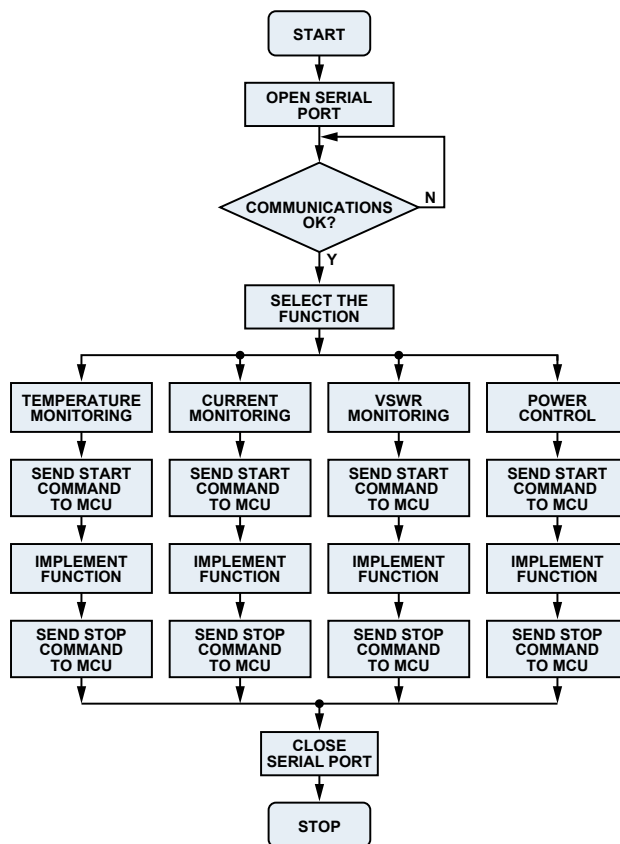 START
OPEN SERIAL
PORT
COMMUNICATIONS
OK?
N
Y
SELECT THE
FUNCTION
TEMPERATURE
MONITORING
CURRENT
MONITORING
VSWR
MONITORING
POWER
CONTROL
SEND START
COMMAND
TO MCU
SEND START
COMMAND
TO MCU
SEND START
COMMAND
TO MCU
SEND START
COMMAND
TO MCU
IMPLEMENT
FUNCTION
IMPLEMENT
FUNCTION
IMPLEMENT
FUNCTION
IMPLEMENT
FUNCTION
SEND STOP
COMMAND
TO MCU
SEND STOP
COMMAND
TO MCU
SEND STOP
COMMAND
TO MCU
SEND STOP
COMMAND
TO MCU
CLOSE
SERIAL PORT
STOP